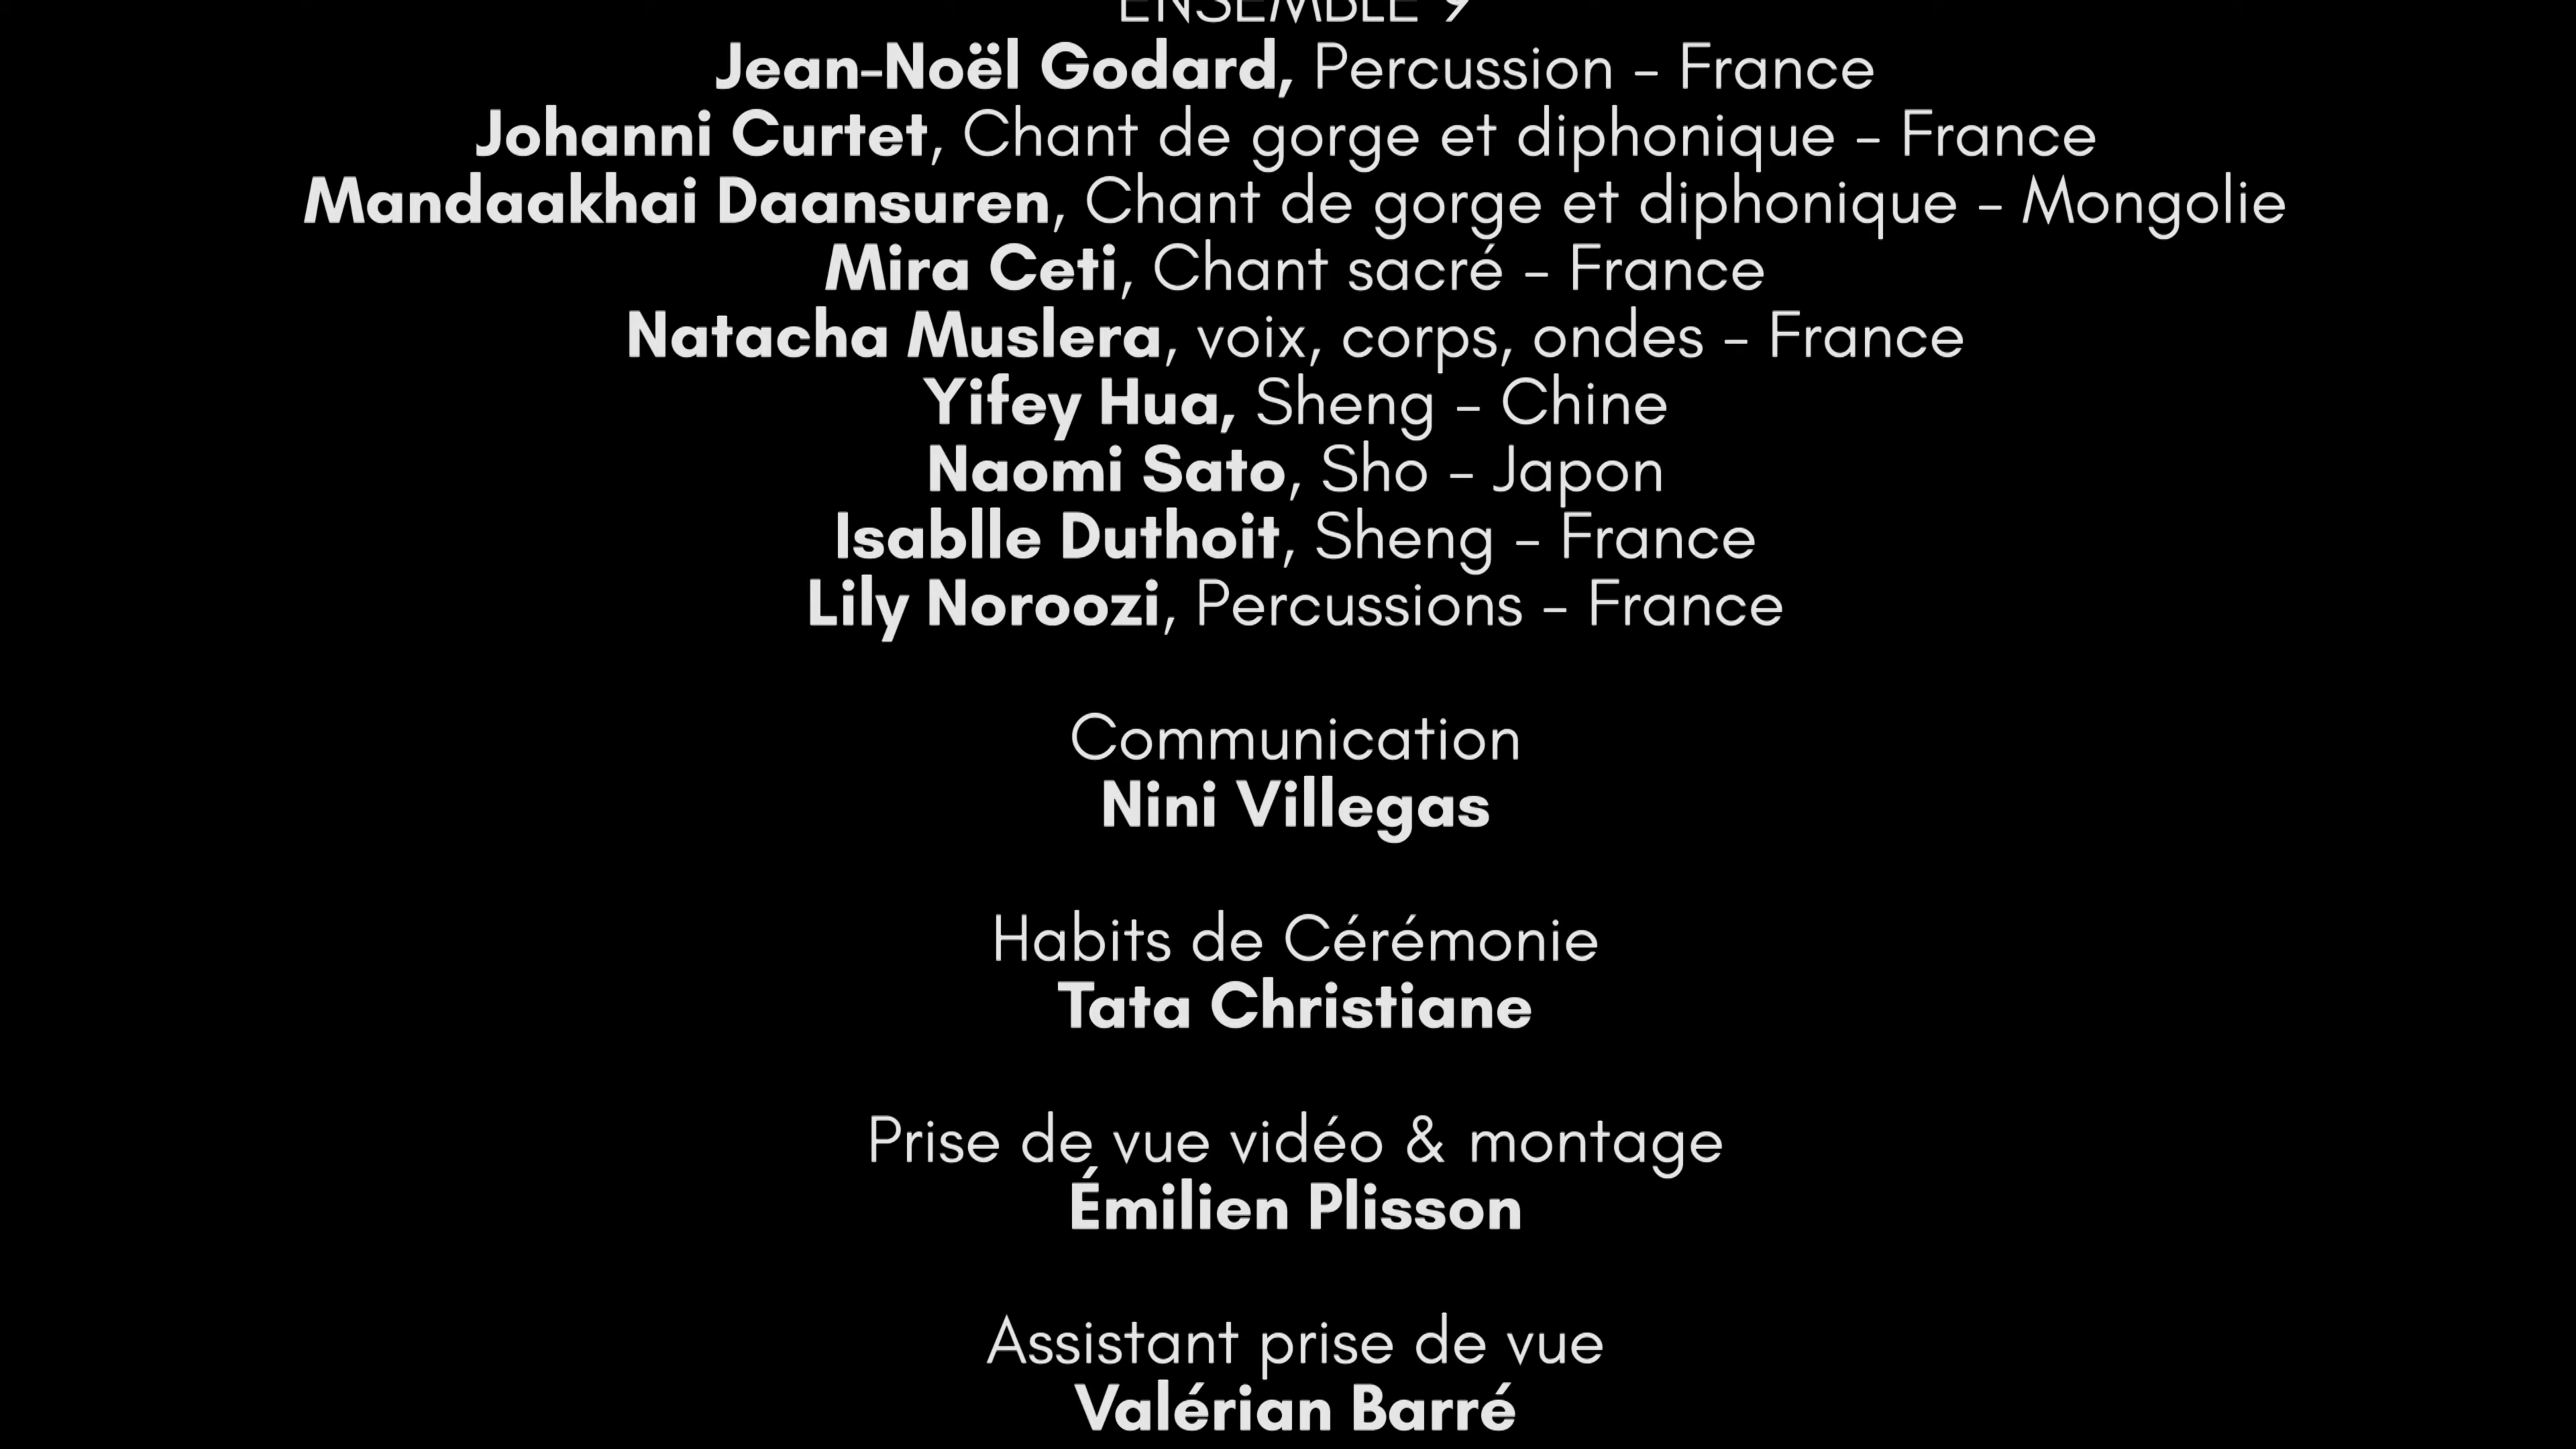 ENSEMBLE 9
Jean-Noël Godard, Percussion - France
Johanni Curtet, Chant de gorge et diphonique - France
Mandaakhai Daansuren, Chant de gorge et diphonique - Mongolie
Mira Ceti, Chant sacré - France
Natacha Muslera, voix, corps, ondes - France
Yifey Hua, Sheng - Chine
Naomi Sato, Sho - Japon
Isablle Duthoit, Sheng - France
Lily Noroozi, Percussions - France
Communication
Nini Villegas
Habits de Cérémonie
Tata Christiane
Prise de vue vidéo & montage
Émilien Plisson
Assistant prise de vue
Valérian Barré